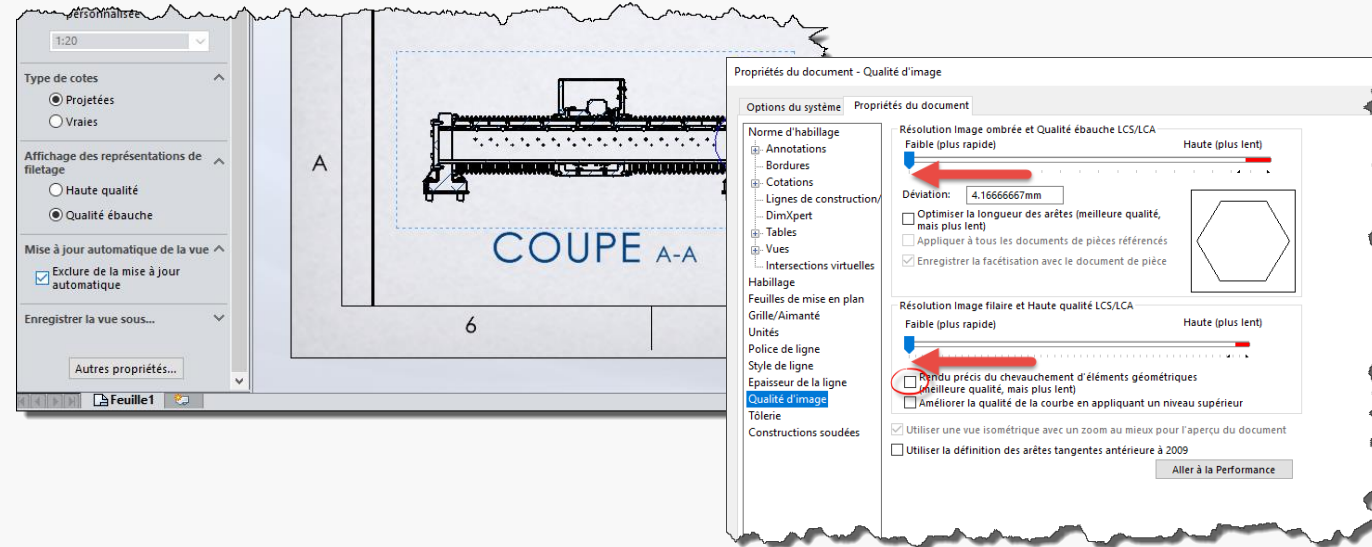 personnalisée
1:20
Type de cotes
Projetées
Vraies
Affichage des représentations de
filetage
Haute qualité
Qualité ébauche
Mise à jour automatique de la vue
Exclure de la mise à jour
automatique
Enregistrer la vue sous...
Autres propriétés...
Feuille1
A
COUPE A-A
6
Propriétés du document - Qualité d'image
Options du système
Propriétés du document
Norme d'habillage
Annotations
Bordures
Cotations
Lignes de construction/
DimXpert
Tables
Vues
Intersections virtuelles
Habillage
Feuilles de mise en plan
Grille/Aimanté
Unités
Police de ligne
Style de ligne
Epaisseur de la ligne
Qualité d'image
Tôlerie
Constructions soudées
Résolution Image ombrée et Qualité ébauche LCS/LCA
Faible (plus rapide)
Haute (plus lent)
Déviation:
4.16666667mm
Optimiser la longueur des arêtes (meilleure qualité,
mais plus lent)
Appliquer à tous les documents de pièces référencés
Enregistrer la facétisation avec le document de pièce
Résolution Image filaire et Haute qualité LCS/LCA
Faible (plus rapide)
Haute (plus lent)
Rendu précis du chevauchement d'éléments géométriques
(meilleure qualité, mais plus lent)
Améliorer la qualité de la courbe en appliquant un niveau supérieur
Utiliser une vue isométrique avec un zoom au mieux pour l'aperçu du document
Utiliser la définition des arêtes tangentes antérieure à 2009
Aller à la Performance